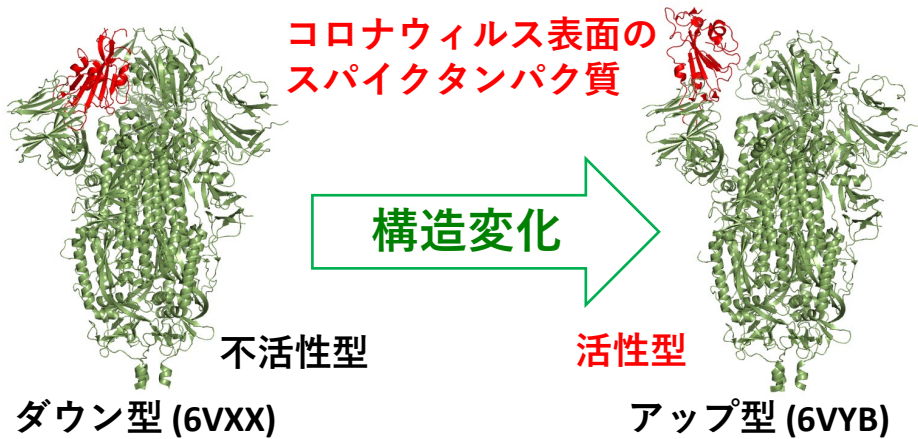 コロナウィルス表面の
スパイクタンパク質
構造変化
不活性型
活性型
ダウン型 (6VXX)
アップ型 (6VYB)